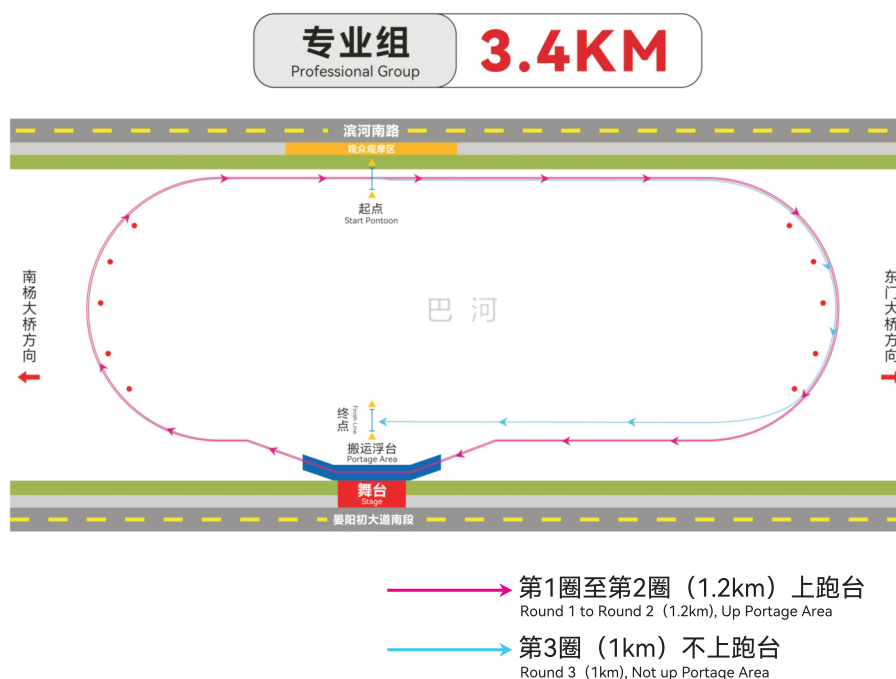 专业组
Professional Group
3.4KM
滨河南路
观众观摩区
起点
Start Pontoon
南杨大桥方向
巴河
东门大桥方向
终点
Finish Line
搬运浮台
Portage Area
舞台
Stage
晏阳初大道南段
第1圈至第2圈（1.2km）上跑台
Round 1 to Round 2（1.2km), Up Portage Area
第3圈（1km）不上跑台
Round 3（1km), Not up Portage Area